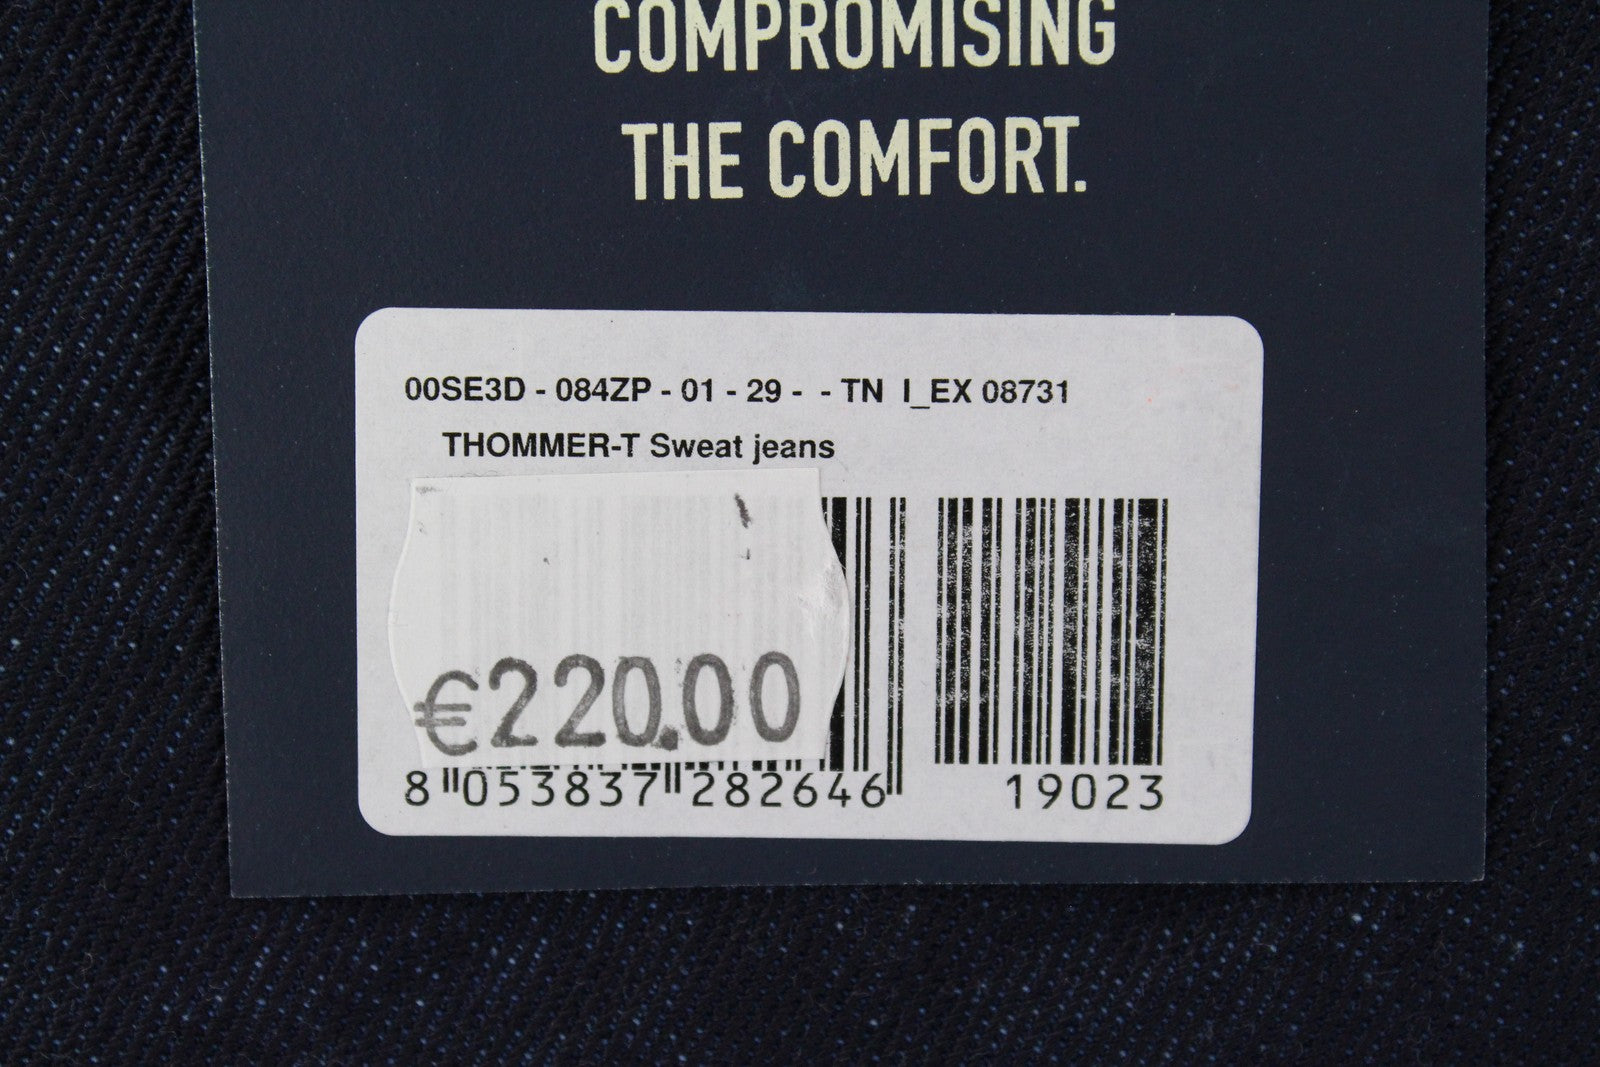 COMPROMISING
THE COMFORT.
00SE3D - 084ZP - 01 - 29 - - TN I_EX 08731
THOMMER-T Sweat jeans
€220.00
8 053837 282646 19023